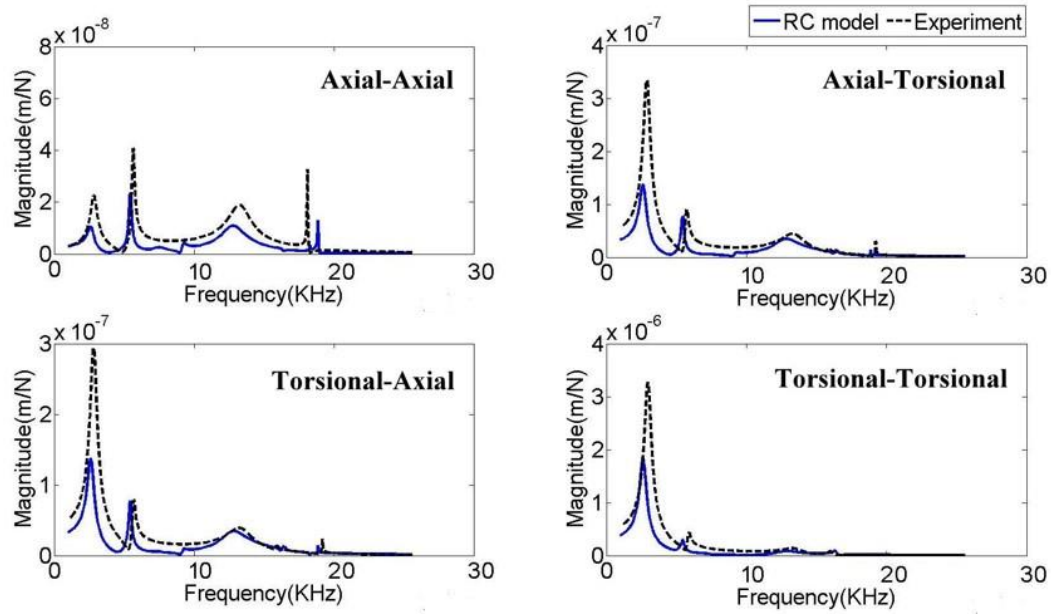 RC model Experiment
x 10-8
8
6
4
2
0
Magnitude(m/N)
Axial-Axial
0 10 20 30
Frequency(KHz)
x 10-7
4
3
2
1
0
Magnitude(m/N)
Axial-Torsional
0 10 20 30
Frequency(KHz)
x 10-7
3
2
1
0
Magnitude(m/N)
Torsional-Axial
0 10 20 30
Frequency(KHz)
x 10-6
4
3
2
1
0
Magnitude(m/N)
Torsional-Torsional
0 10 20 30
Frequency(KHz)